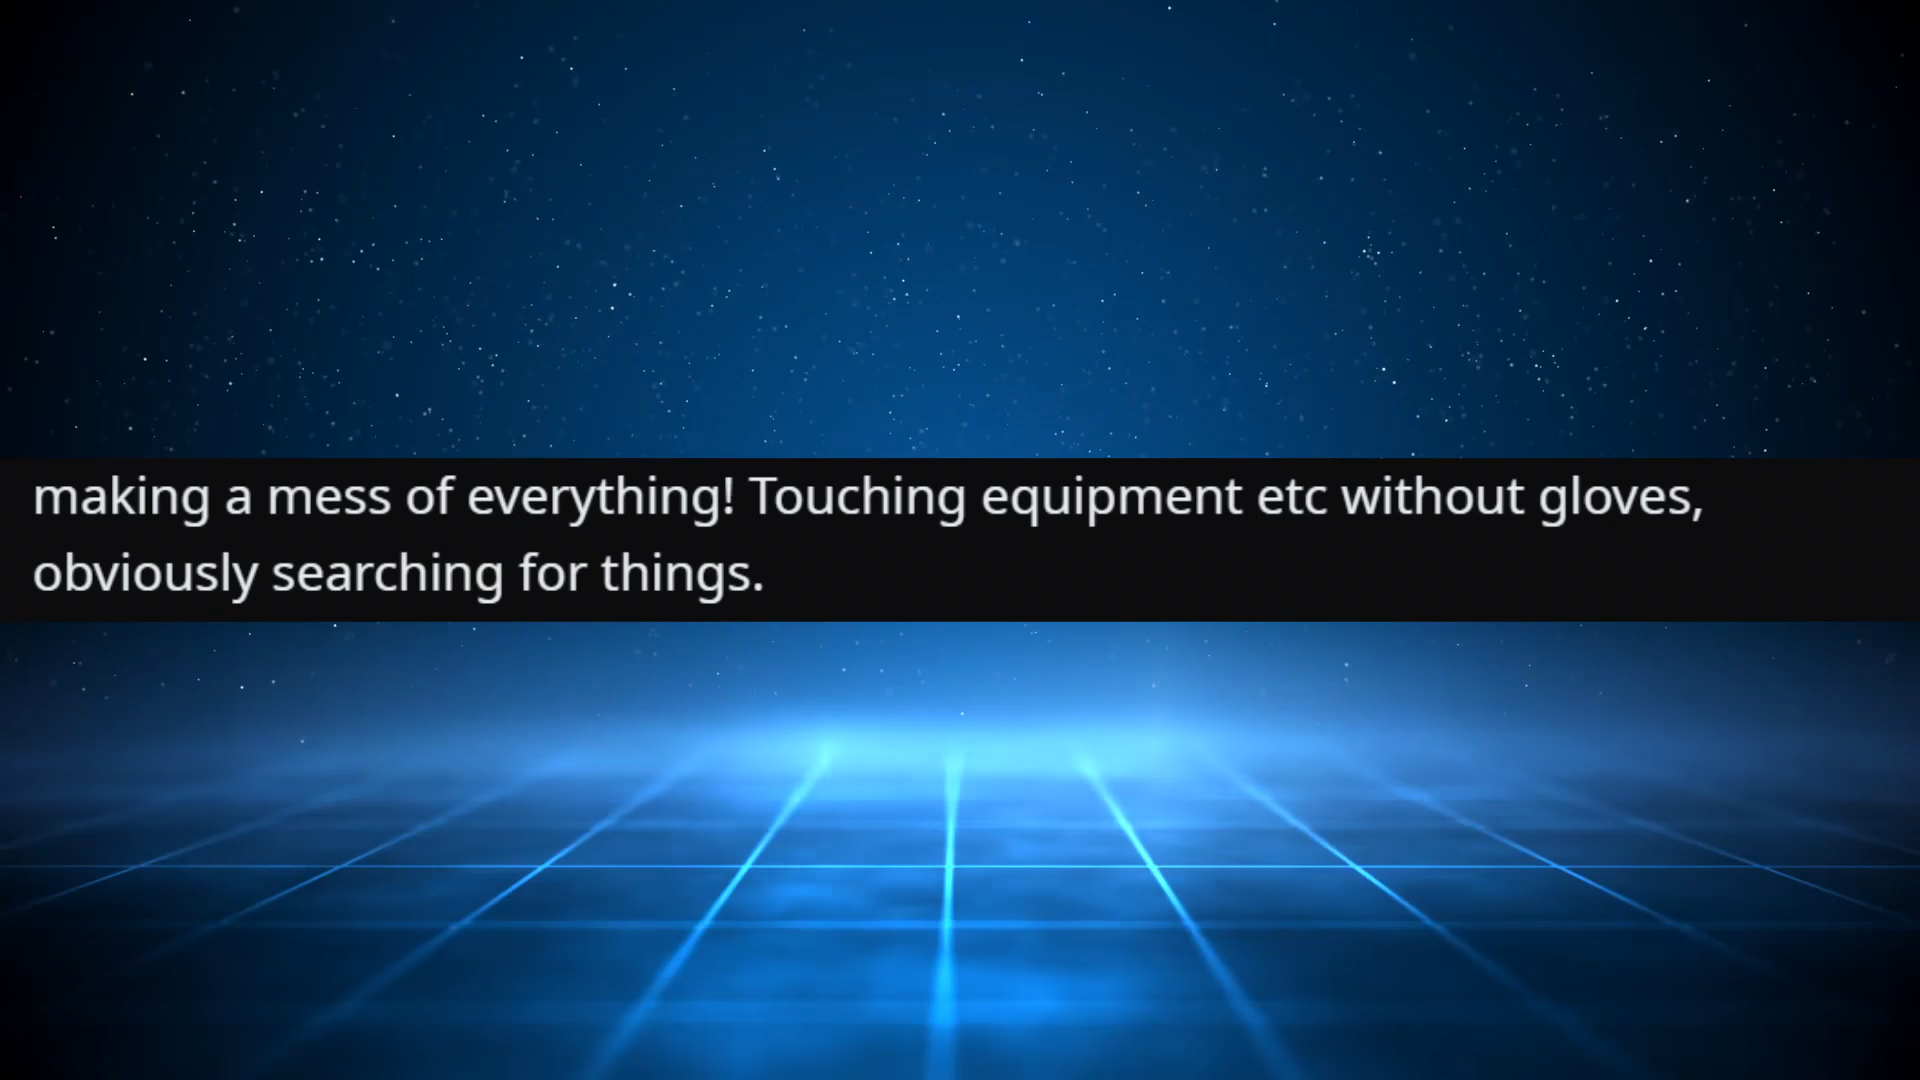 making a mess of everything! Touching equipment etc without gloves,
obviously searching for things.